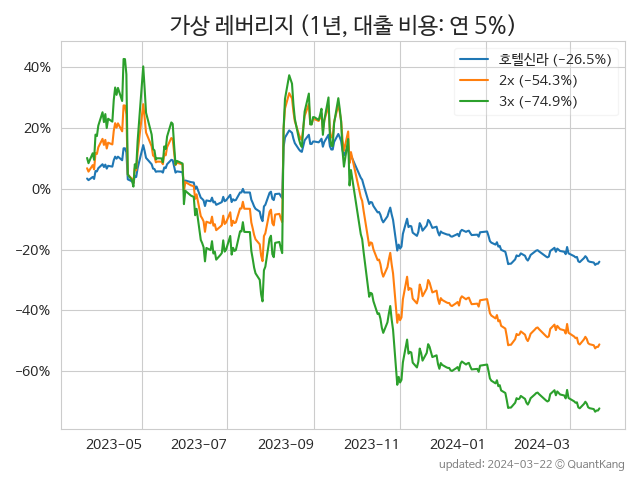 가상 레버리지 (1년, 대출 비용: 연 5%)
호텔신라 (−26.5%)
2x (−54.3%)
3x (−74.9%)
40%
20%
0%
−20%
−40%
−60%
2023-05
2023-07
2023-09
2023-11
2024-01
2024-03
updated: 2024-03-22 © QuantKang